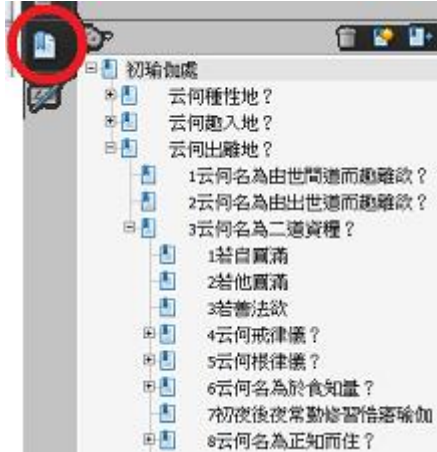 初瑜伽處
云何種性地？
云何趣入地？
云何出離地？
1云何名為由世間道而趣離欲？
2云何名為由出世道而趣離欲？
3云何名為二道資糧？
1若自圓滿
2若他圓滿
3若善法欲
4云何戒律儀？
5云何根律儀？
6云何名為於食知量？
7初夜後夜常勤修習悎寤瑜伽
8云何名為正知而住？